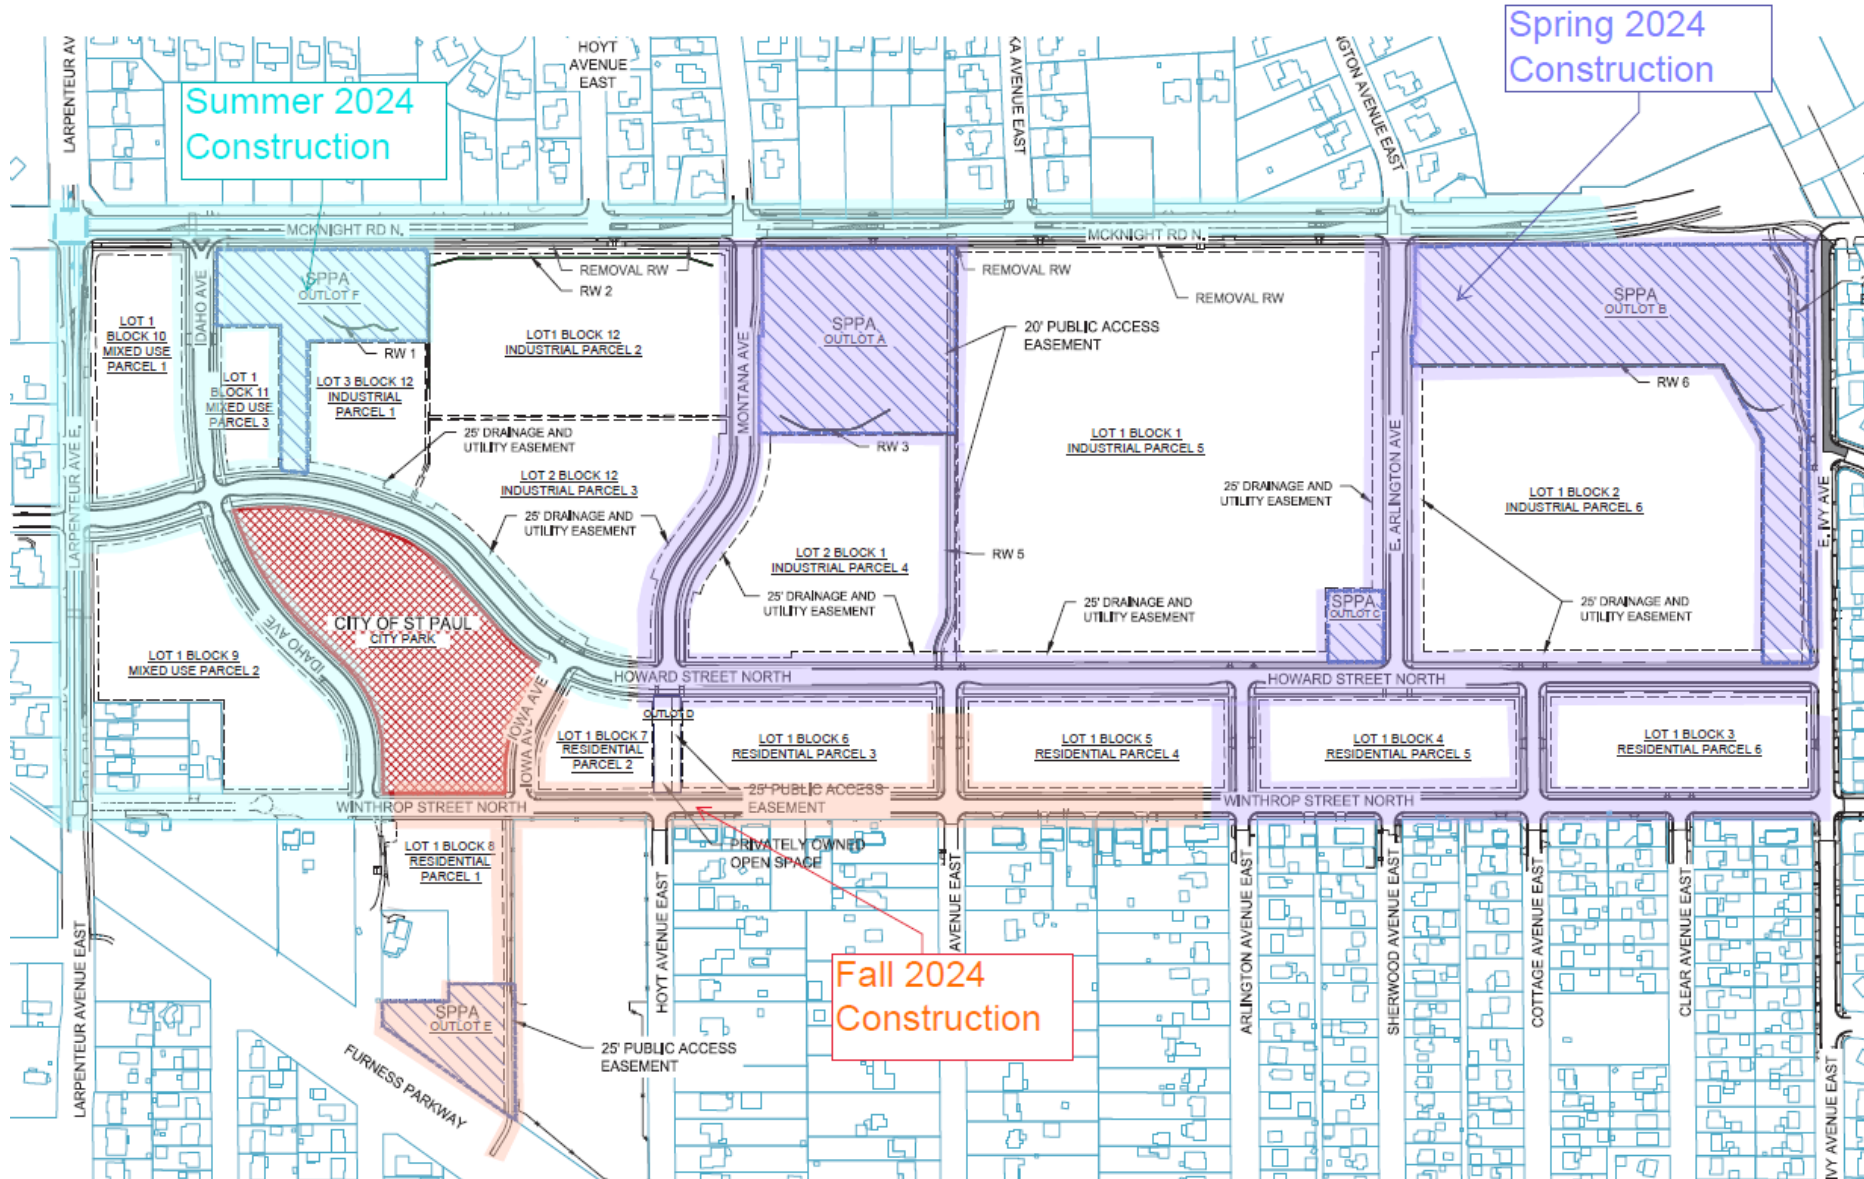 Spring 2024
Construction
Summer 2024
Construction
HOYT
AVENUE
EAST
KA AVENUE EAST
NGTON AVENUE EAST
LARPENTEUR AV
MCKNIGHT RD N.
MCKNIGHT RD N.
LARPENTEUR AVE E.
IDAHO AVE
LOT 1
BLOCK 10
MIXED USE
PARCEL 1
SPPA
OUTLOT F
RW 1
LOT 1
BLOCK 11
MIXED USE
PARCEL 3
LOT 3 BLOCK 12
INDUSTRIAL
PARCEL 1
REMOVAL RW
RW 2
LOT1 BLOCK 12
INDUSTRIAL PARCEL 2
25' DRAINAGE AND
UTILITY EASEMENT
LOT 2 BLOCK 12
INDUSTRIAL PARCEL 3
25' DRAINAGE AND
UTILITY EASEMENT
MONTANA AVE
SPPA
OUTLOT A
RW 3
REMOVAL RW
REMOVAL RW
20' PUBLIC ACCESS
EASEMENT
LOT 1 BLOCK 1
INDUSTRIAL PARCEL 5
25' DRAINAGE AND
UTILITY EASEMENT
LOT 2 BLOCK 1
INDUSTRIAL PARCEL 4
RW 5
25' DRAINAGE AND
UTILITY EASEMENT
25' DRAINAGE AND
UTILITY EASEMENT
SPPA
OUTLOT C
E. ARLINGTON AVE
SPPA
OUTLOT B
RW 6
LOT 1 BLOCK 2
INDUSTRIAL PARCEL 6
25' DRAINAGE AND
UTILITY EASEMENT
E. IVY AVE
CITY OF ST PAUL
CITY PARK
IDAHO AVE
LOT 1 BLOCK 9
MIXED USE PARCEL 2
IOWA AVE
IOWA AVE
HOWARD STREET NORTH
HOWARD STREET NORTH
OUTLOT D
LOT 1 BLOCK 7
RESIDENTIAL
PARCEL 2
LOT 1 BLOCK 6
RESIDENTIAL PARCEL 3
LOT 1 BLOCK 5
RESIDENTIAL PARCEL 4
LOT 1 BLOCK 4
RESIDENTIAL PARCEL 5
LOT 1 BLOCK 3
RESIDENTIAL PARCEL 6
25' PUBLIC ACCESS
EASEMENT
WINTHROP STREET NORTH
WINTHROP STREET NORTH
PRIVATELY OWNED
OPEN SPACE
LOT 1 BLOCK 8
RESIDENTIAL
PARCEL 1
LARPENTEUR AVENUE EAST
HOYT AVENUE EAST
AVENUE EAST
ARLINGTON AVENUE EAST
SHERWOOD AVENUE EAST
COTTAGE AVENUE EAST
CLEAR AVENUE EAST
IVY AVENUE EAST
Fall 2024
Construction
SPPA
OUTLOT E
25' PUBLIC ACCESS
EASEMENT
FURNESS PARKWAY